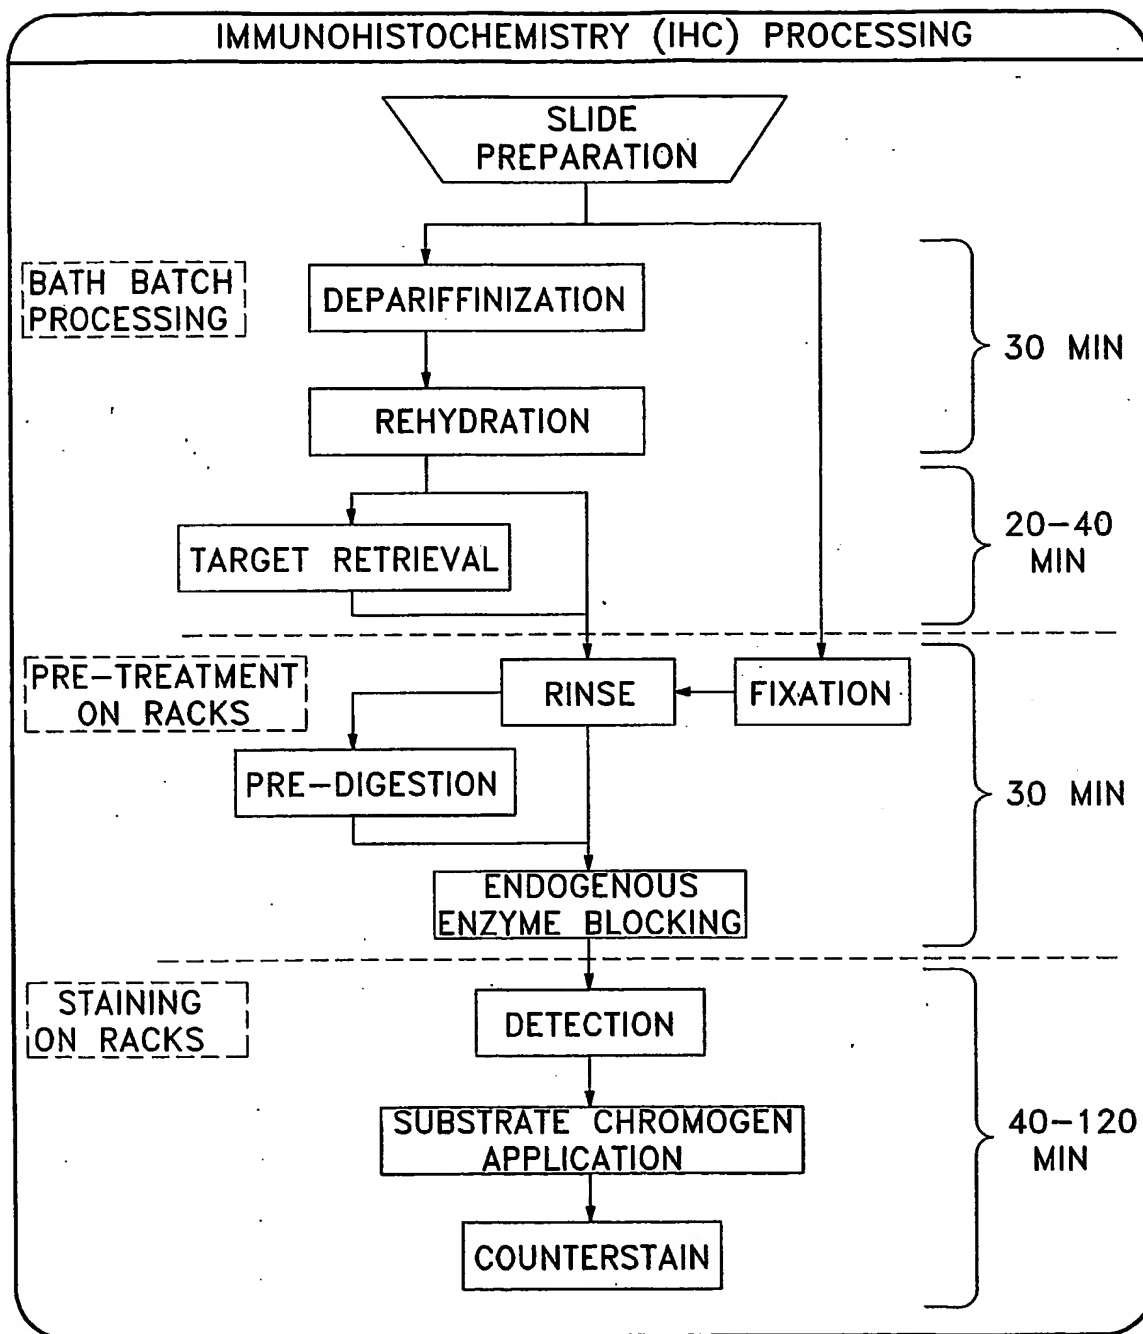 IMMUNOHISTOCHEMISTRY (IHC) PROCESSING
SLIDE
PREPARATION
BATH BATCH
PROCESSING
DEPARIFFINIZATION
30 MIN
REHYDRATION
TARGET RETRIEVAL
20-40
MIN
PRE-TREATMENT
ON RACKS
RINSE
FIXATION
PRE-DIGESTION
30 MIN
ENDOGENOUS
ENZYME BLOCKING
STAINING
ON RACKS
DETECTION
SUBSTRATE CHROMOGEN
APPLICATION
40-120
MIN
COUNTERSTAIN